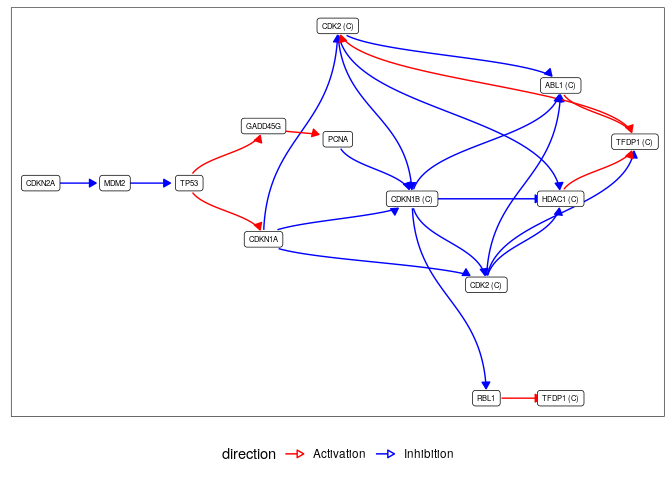 CDK2 (C)
ABL1 (C)
GADD45G
PCNA
TFDP1 (C)
CDKN2A
MDM2
TP53
CDKN1B (C)
HDAC1 (C)
CDKN1A
CDK2 (C)
RBL1
TFDP1 (C)
direction
Activation
Inhibition